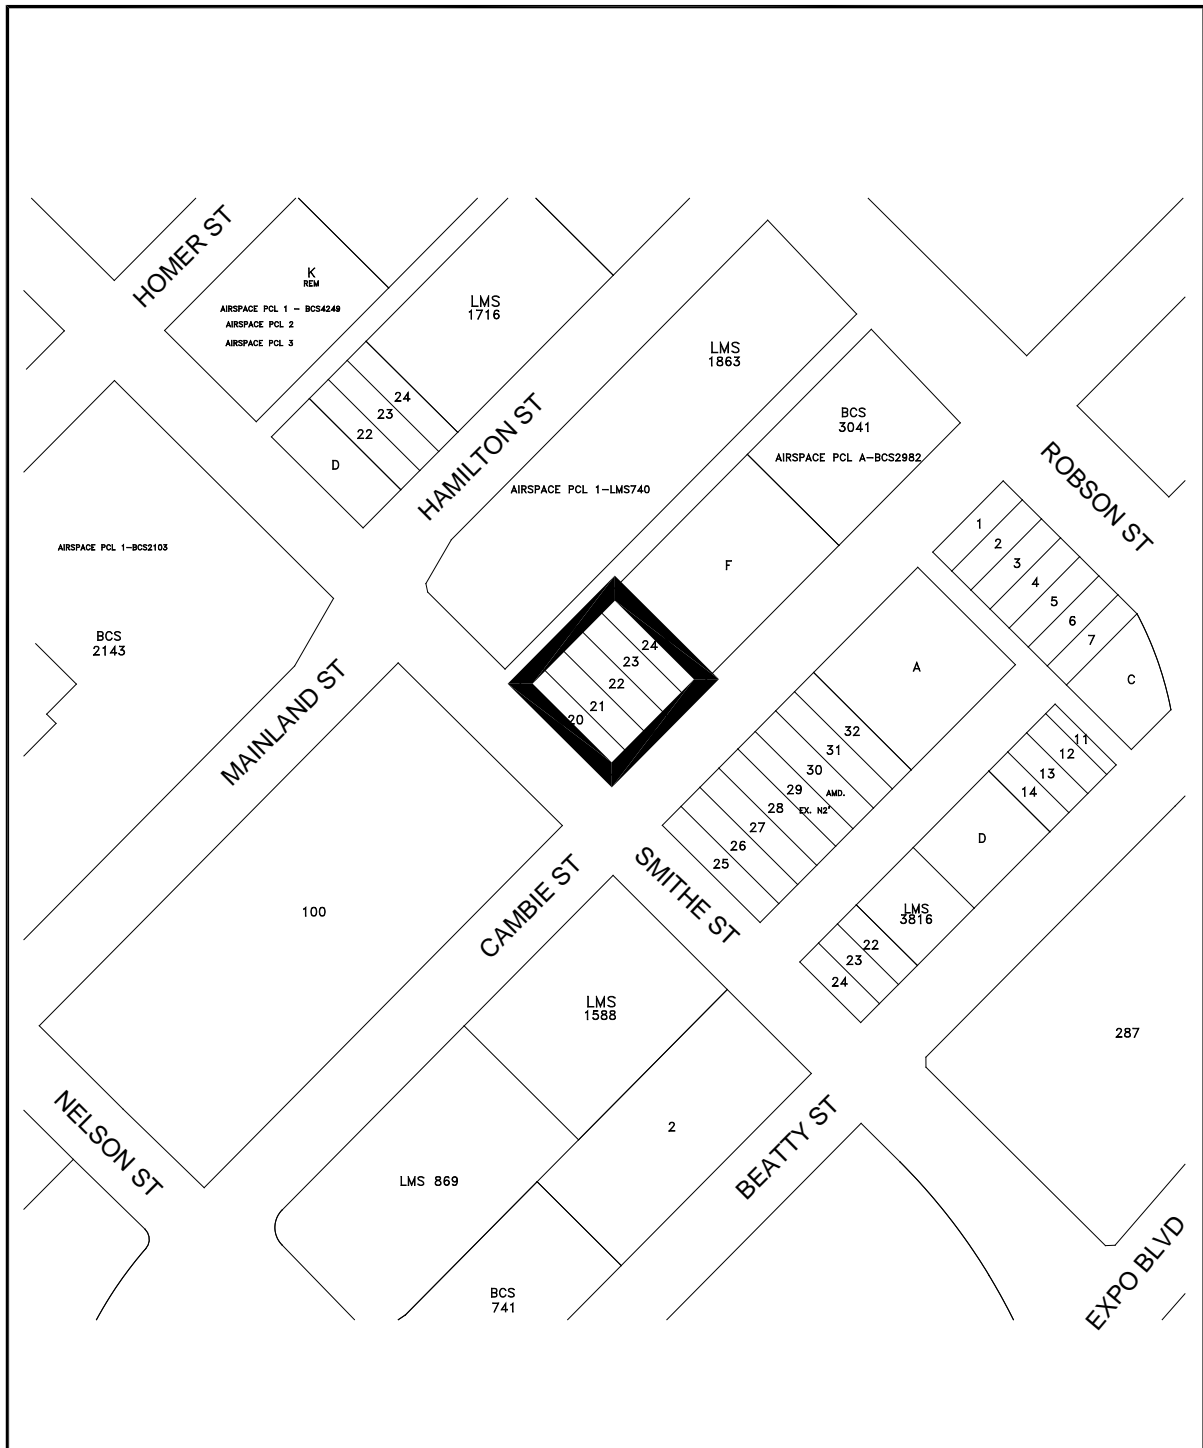 HOMER ST
K
REM
AIRSPACE PCL 1 - BCS4249
AIRSPACE PCL 2
AIRSPACE PCL 3
LMS
1716
24
23
22
D
HAMILTON ST
LMS
1863
AIRSPACE PCL 1-LMS740
BCS
3041
AIRSPACE PCL A-BCS2982
F
ROBSON ST
1
2
3
4
5
6
7
C
AIRSPACE PCL 1-BCS2103
BCS
2143
MAINLAND ST
24
23
22
21
20
A
32
31
30
29
AMD.
EX. N2'
28
27
26
25
11
12
13
14
D
LMS
3816
22
23
24
SMITHE ST
CAMBIE ST
100
LMS
1588
287
2
NELSON ST
LMS 869
BEATTY ST
BCS
741
EXPO BLVD